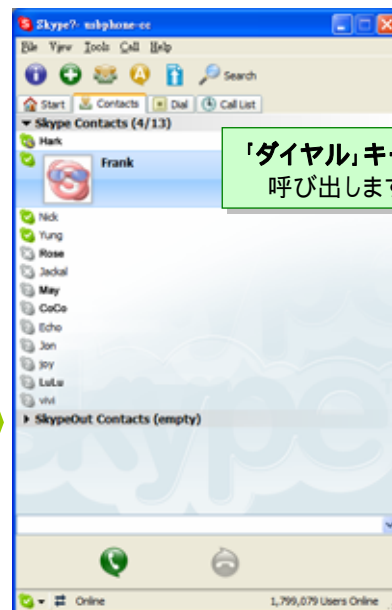 Skype?- usbphone-cc
File View Tools Call Help
Search
Start Contacts Dial Call List
Skype Contacts (4/13)
Hark
Frank
「ダイヤル」キー
呼び出します
Nick
Yung
Rose
Jackal
May
CoCo
Echo
Jon
joy
LuLu
vivi
SkypeOut Contacts (empty)
Online 1,799,079 Users Online